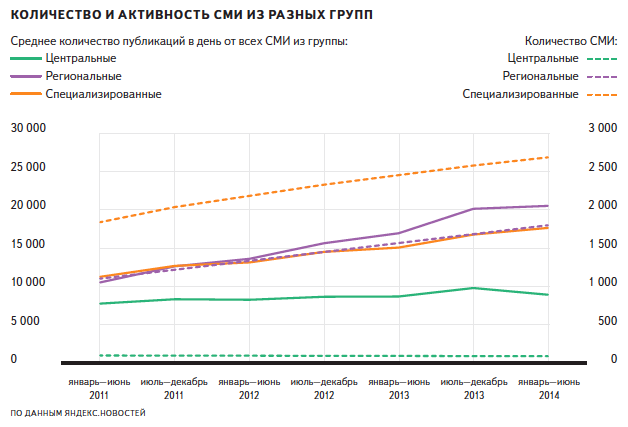 КОЛИЧЕСТВО И АКТИВНОСТЬ СМИ ИЗ РАЗНЫХ ГРУПП
Среднее количество публикаций в день от всех СМИ из группы:
Центральные
Региональные
Специализированные
Количество СМИ:
Центральные
Региональные
Специализированные
30 000 3 000
25 000 2 500
20 000 2 000
15 000 1 500
10 000 1 000
5 000 500
0 0
январь—июнь июль—декабрь январь—июнь июль—декабрь январь—июнь июль—декабрь январь—июнь
2011 2011 2012 2012 2013 2013 2014
ПО ДАННЫМ ЯНДЕКС.НОВОСТЕЙ